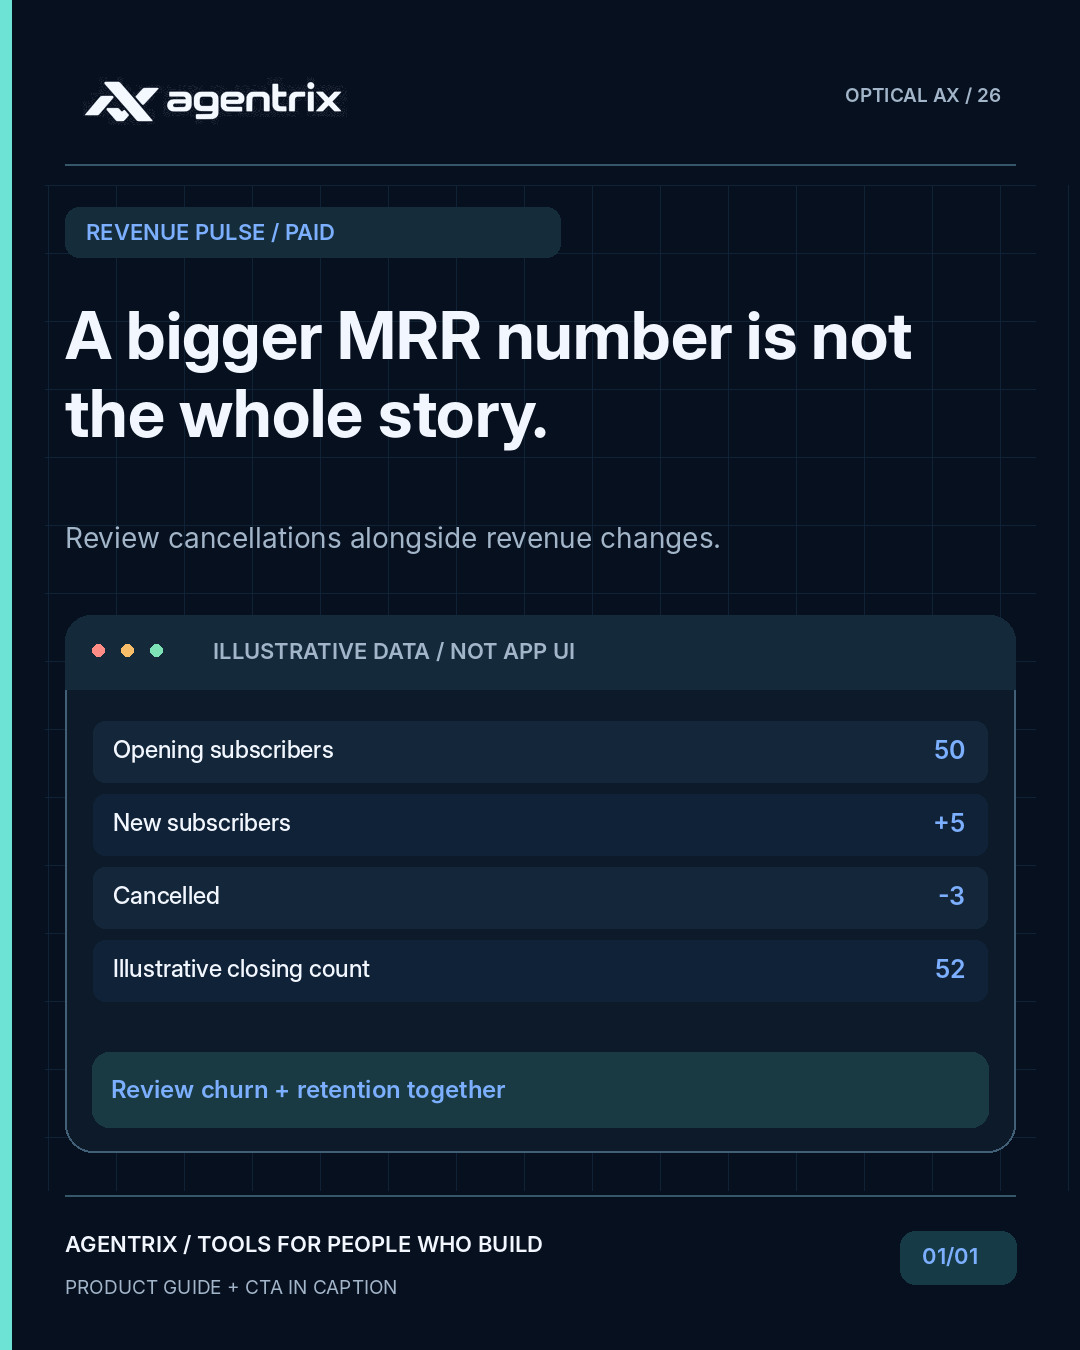 agentrix
OPTICAL AX / 26
REVENUE PULSE / PAID
A bigger MRR number is not
the whole story.
Review cancellations alongside revenue changes.
ILLUSTRATIVE DATA / NOT APP UI
Opening subscribers 50
New subscribers +5
Cancelled -3
Illustrative closing count 52
Review churn + retention together
AGENTRIX / TOOLS FOR PEOPLE WHO BUILD
01/01
PRODUCT GUIDE + CTA IN CAPTION